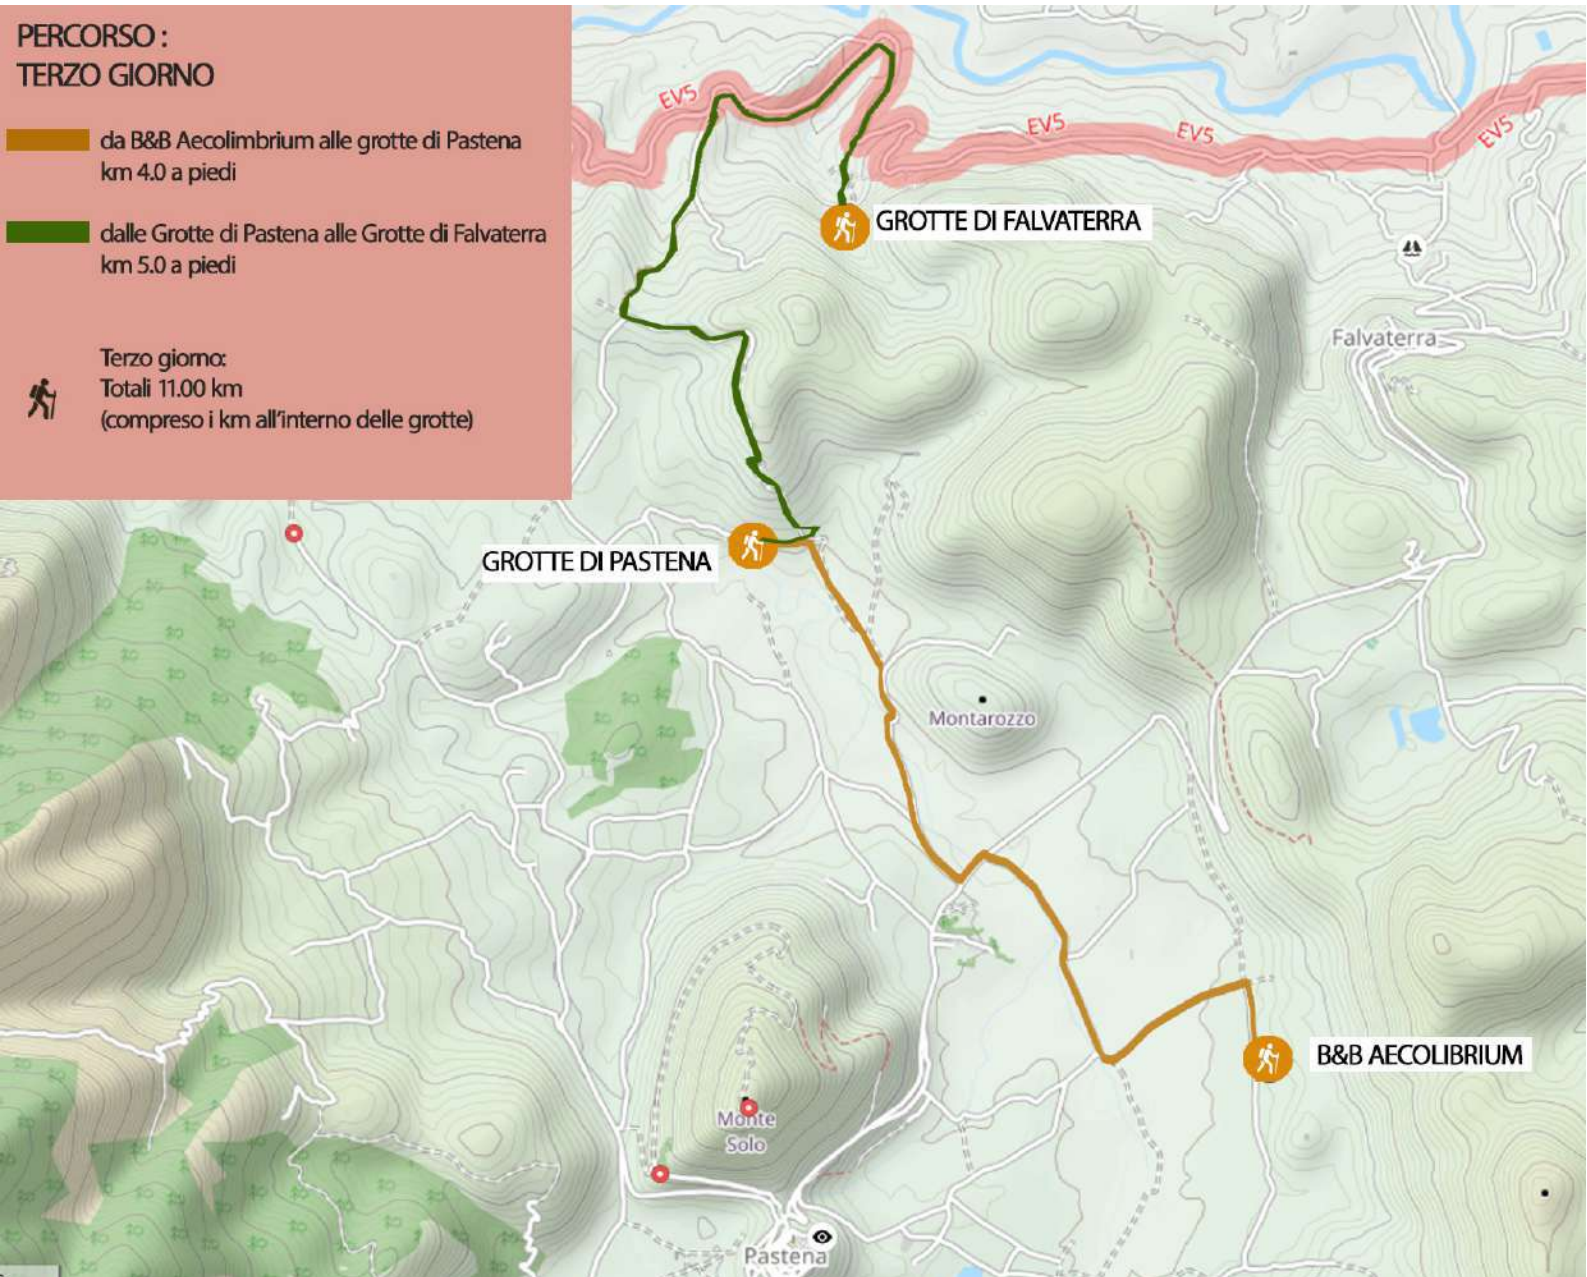 PERCORSO :
TERZO GIORNO
da B&B Aecolimbrium alle grotte di Pastena
km 4.0 a piedi
dalle Grotte di Pastena alle Grotte di Falvaterra
km 5.0 a piedi
Terzo giorno:
Totali 11.00 km
(compreso i km all'interno delle grotte)
EV5
EV5
EV5
EV5
GROTTE DI FALVATERRA
Falvaterra
GROTTE DI PASTENA
Montarozzo
B&B AECOLIBRIUM
Monte
Solo
Pastena